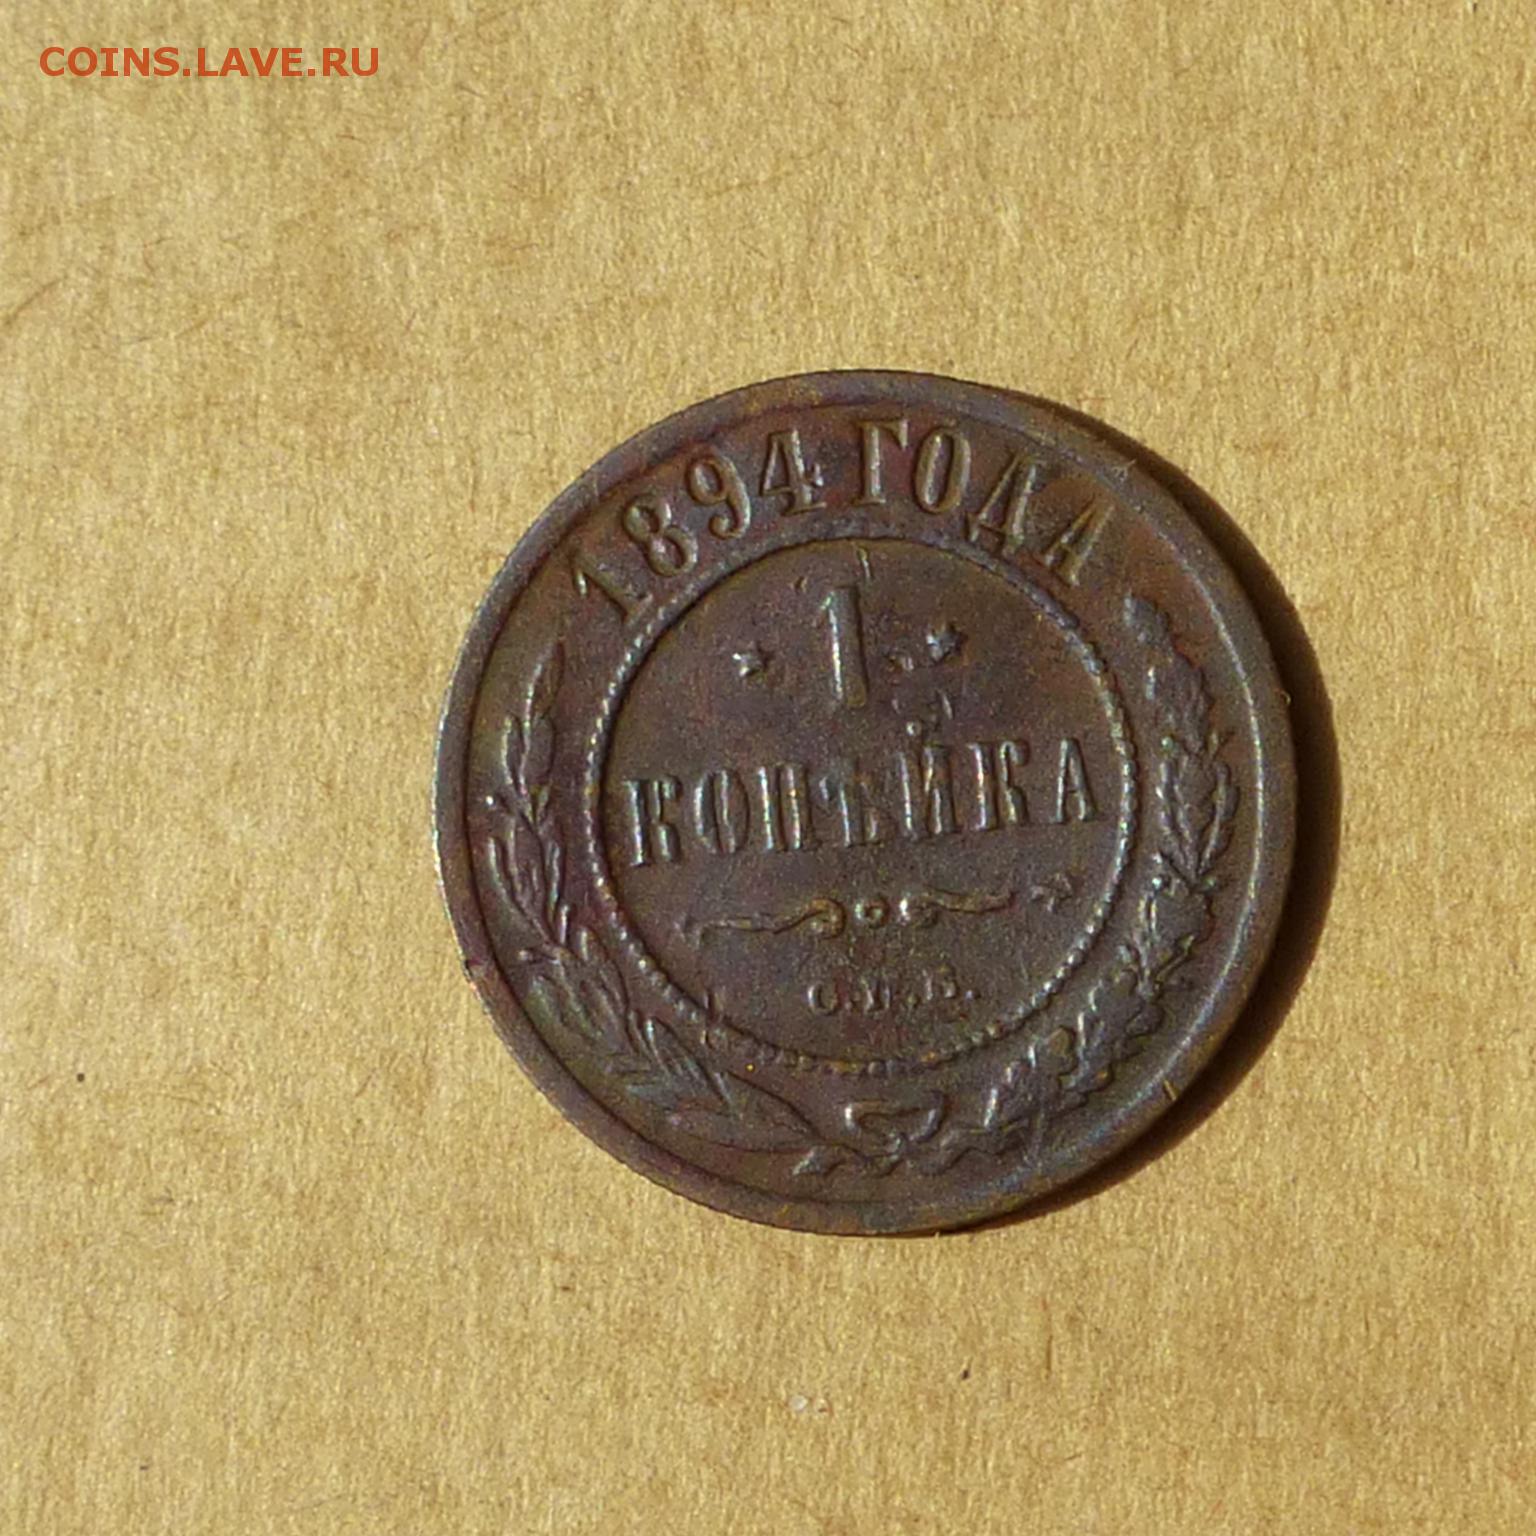 COINS.LAVE.RU
1894 ГОДА
1
КОПѢЙКА
С.П.Б.